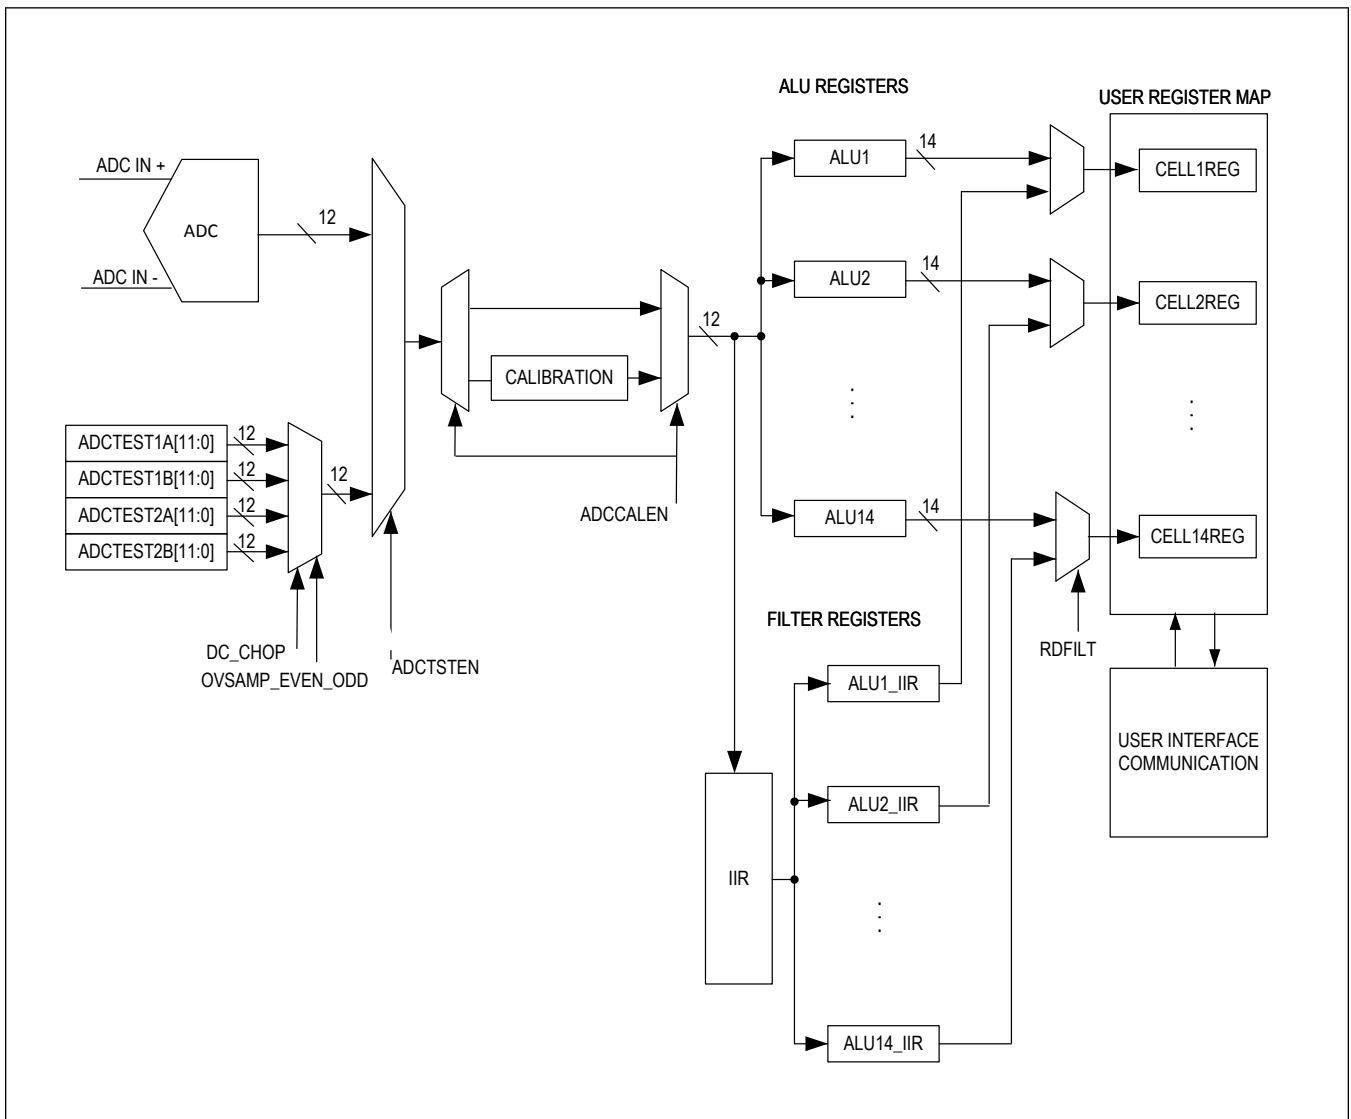 ALU REGISTERS
USER REGISTER MAP
ADC IN +
ADC
ADC IN -
12
ALU1
14
CELL1REG
ALU2
14
CELL2REG
12
CALIBRATION
ADCTEST1A[11:0]
12
ADCTEST1B[11:0]
12
ADCTEST2A[11:0]
12
ADCTEST2B[11:0]
12
12
ADCCALEN
ALU14
14
CELL14REG
DC_CHOP
OVSAMP_EVEN_ODD
ADCTSTEN
FILTER REGISTERS
RDFILT
ALU1_IIR
ALU2_IIR
IIR
ALU14_IIR
USER INTERFACE
COMMUNICATION